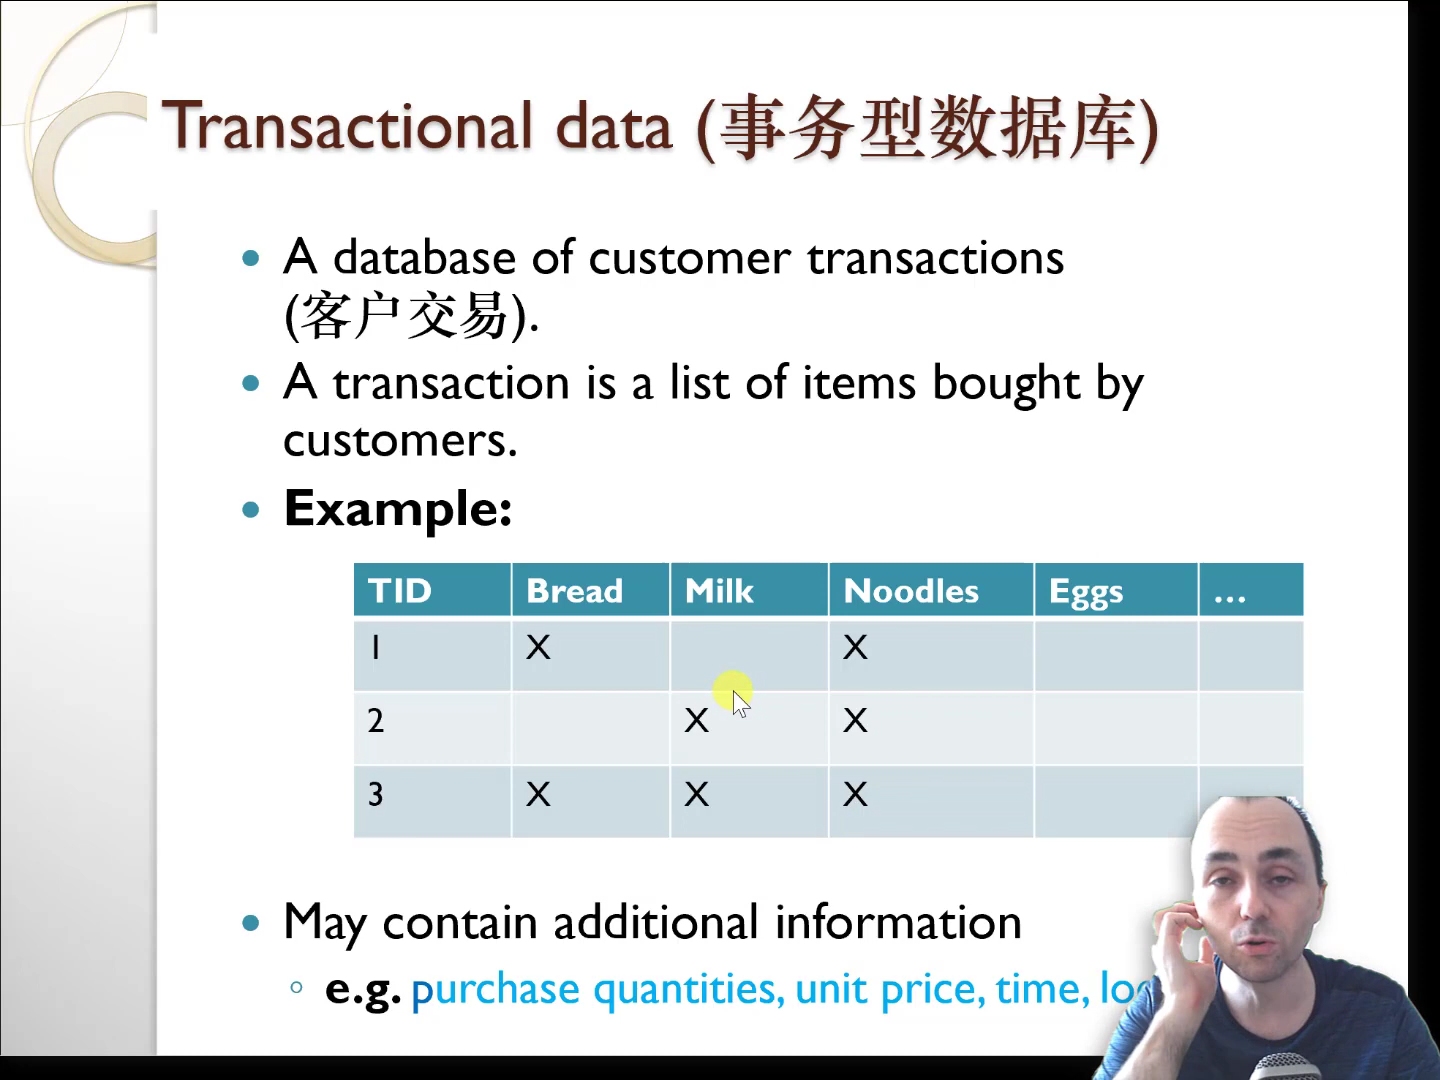 Transactional data (事务型数据库)
A database of customer transactions
(客户交易).
A transaction is a list of items bought by
customers.
Example:
TID Bread Milk Noodles Eggs ...
1 X X
2 X X
3 X X X
May contain additional information
e.g. purchase quantities, unit price, time,